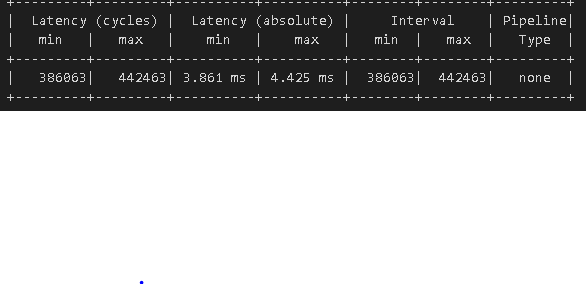 +---------+---------+----------+----------+--------+--------+---------+
|  Latency (cycles) |  Latency (absolute) |     Interval    | Pipeline|
|   min   |   max   |    min   |    max   |   min  |   max  |   Type  |
+---------+---------+----------+----------+--------+--------+---------+
|   386063|   442463| 3.861 ms | 4.425 ms |  386063|  442463|   none  |
+---------+---------+----------+----------+--------+--------+---------+